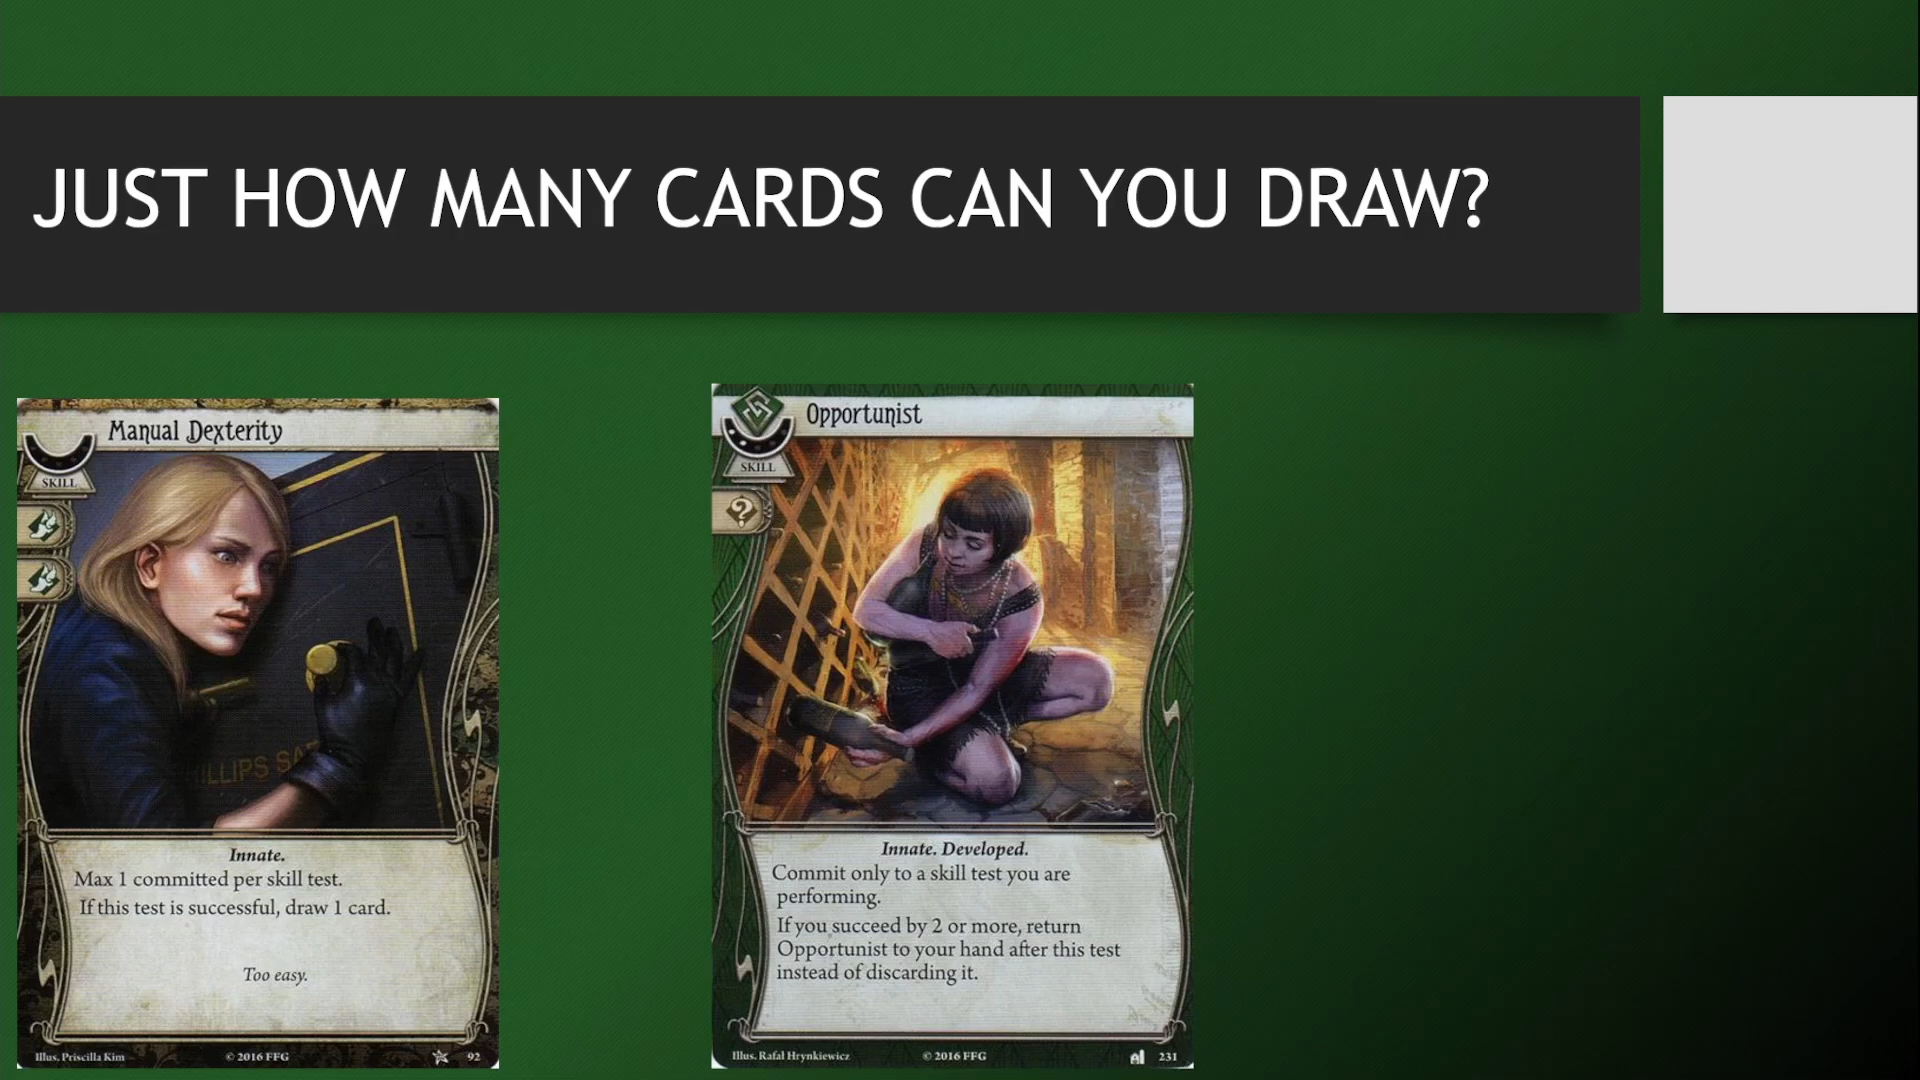 JUST HOW MANY CARDS CAN YOU DRAW?
Manual Dexterity
SKILL
Innate.
Max 1 committed per skill test.
If this test is successful, draw 1 card.
Too easy.
Illus. Priscilla Kim
© 2016 FFG
92
Opportunist
SKILL
?
Innate. Developed.
Commit only to a skill test you are
performing.
If you succeed by 2 or more, return
Opportunist to your hand after this test
instead of discarding it.
Illus. Rafał Hrynkiewicz
© 2016 FFG
231